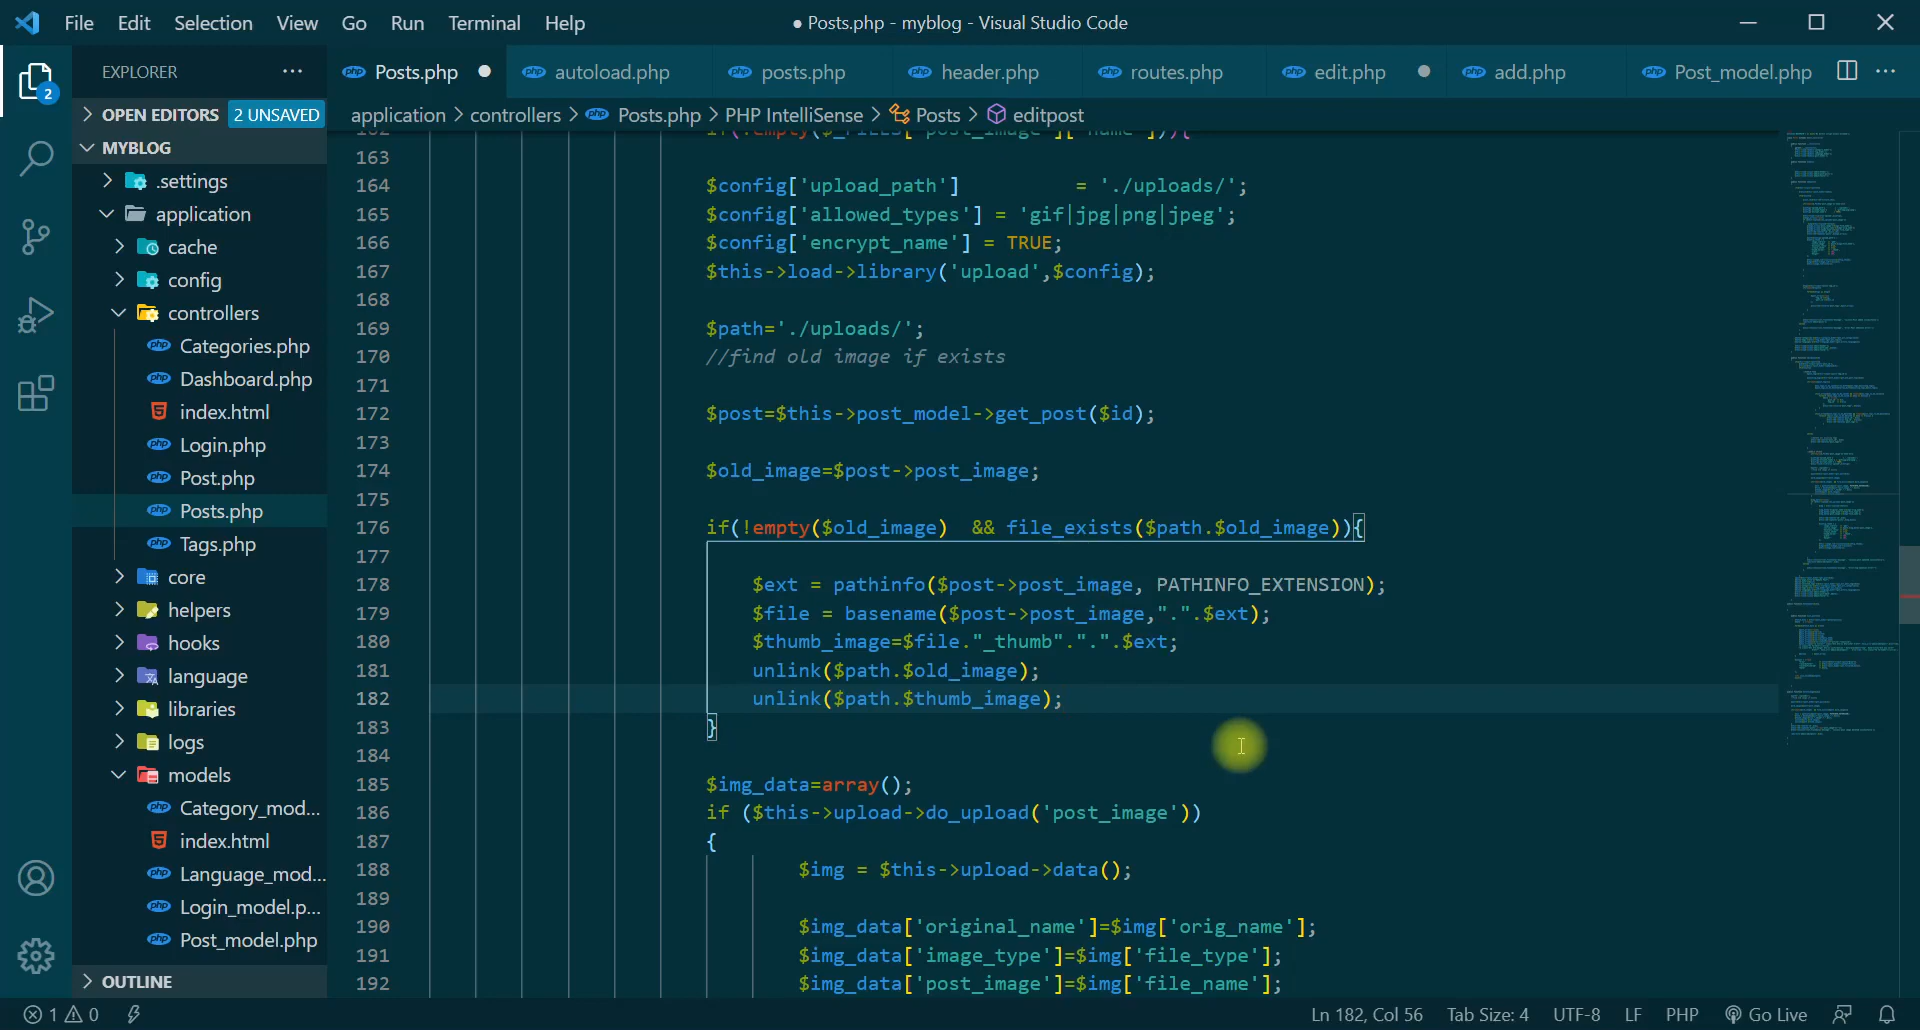 File Edit Selection View Go Run Terminal Help
● Posts.php - myblog - Visual Studio Code
EXPLORER ···
Posts.php ● autoload.php posts.php header.php routes.php edit.php ● add.php Post_model.php ···
2
OPEN EDITORS 2 UNSAVED
application > controllers > Posts.php > PHP IntelliSense > Posts > editpost
MYBLOG
.settings
application
cache
config
controllers
Categories.php
Dashboard.php
index.html
Login.php
Post.php
Posts.php
Tags.php
core
helpers
hooks
language
libraries
logs
models
Category_mod...
index.html
Language_mod...
Login_model.p...
Post_model.php
OUTLINE
162 if(!empty($_FILES['post_image']['name'])){
163
164 $config['upload_path'] = './uploads/';
165 $config['allowed_types'] = 'gif|jpg|png|jpeg';
166 $config['encrypt_name'] = TRUE;
167 $this->load->library('upload',$config);
168
169 $path='./uploads/';
170 //find old image if exists
171
172 $post=$this->post_model->get_post($id);
173
174 $old_image=$post->post_image;
175
176 if(!empty($old_image) && file_exists($path.$old_image)){
177
178 $ext = pathinfo($post->post_image, PATHINFO_EXTENSION);
179 $file = basename($post->post_image,".".$ext);
180 $thumb_image=$file."_thumb".".".$ext;
181 unlink($path.$old_image);
182 unlink($path.$thumb_image);
183 }
184
185 $img_data=array();
186 if ($this->upload->do_upload('post_image'))
187 {
188 $img = $this->upload->data();
189
190 $img_data['original_name']=$img['orig_name'];
191 $img_data['image_type']=$img['file_type'];
192 $img_data['post_image']=$img['file_name'];
1 0 Ln 182, Col 56 Tab Size: 4 UTF-8 LF PHP Go Live